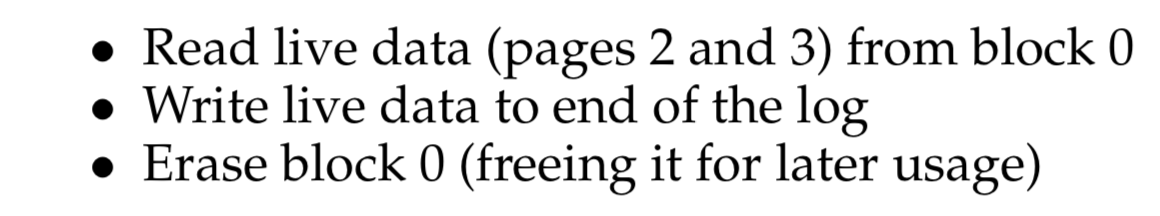 • Read live data (pages 2 and 3) from block 0
• Write live data to end of the log
• Erase block 0 (freeing it for later usage)